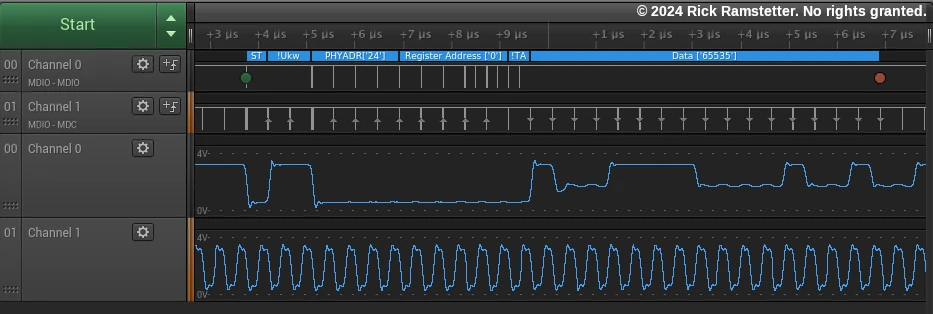 © 2024 Rick Ramstetter. No rights granted.
Start
+3 µs +4 µs +5 µs +6 µs +7 µs +8 µs +9 µs +1 µs +2 µs +3 µs +4 µs +5 µs +6 µs +7 µs
ST !Ukw PHYADR['24'] Register Address ['0'] !TA Data ['65535']
00 Channel 0
MDIO - MDIO
01 Channel 1
MDIO - MDC
00 Channel 0
4V
0V
01 Channel 1
4V
0V